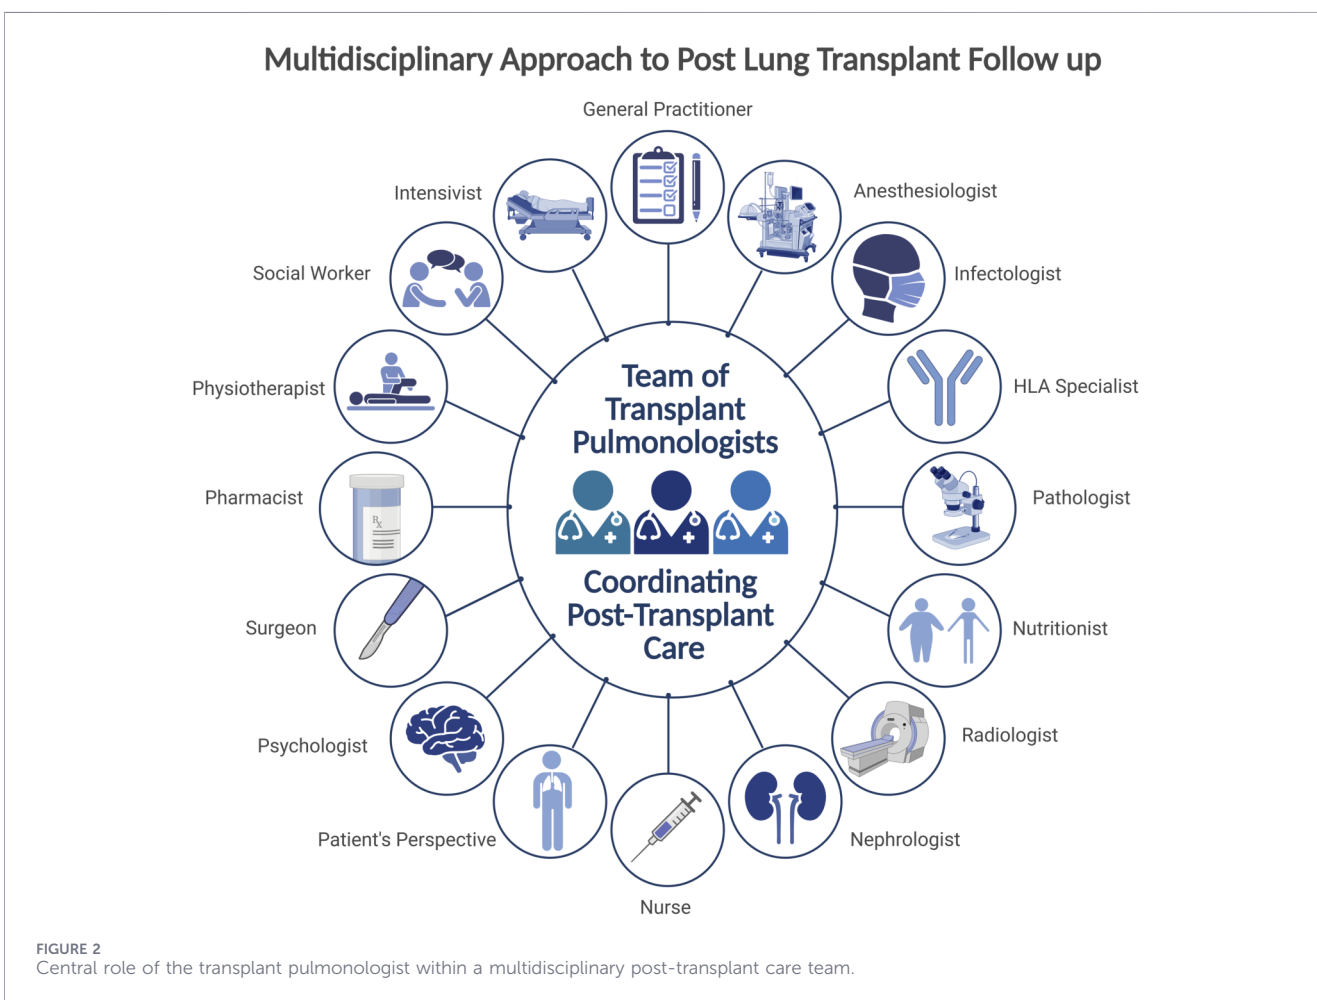 Multidisciplinary Approach to Post Lung Transplant Follow up
General Practitioner
Intensivist
Anesthesiologist
Social Worker
Infectologist
Physiotherapist
HLA Specialist
Team of
Transplant
Pulmonologists
Pharmacist
Rx
Pathologist
Coordinating
Post-Transplant
Care
Surgeon
Nutritionist
Psychologist
Radiologist
Patient's Perspective
Nephrologist
Nurse
FIGURE 2
Central role of the transplant pulmonologist within a multidisciplinary post-transplant care team.